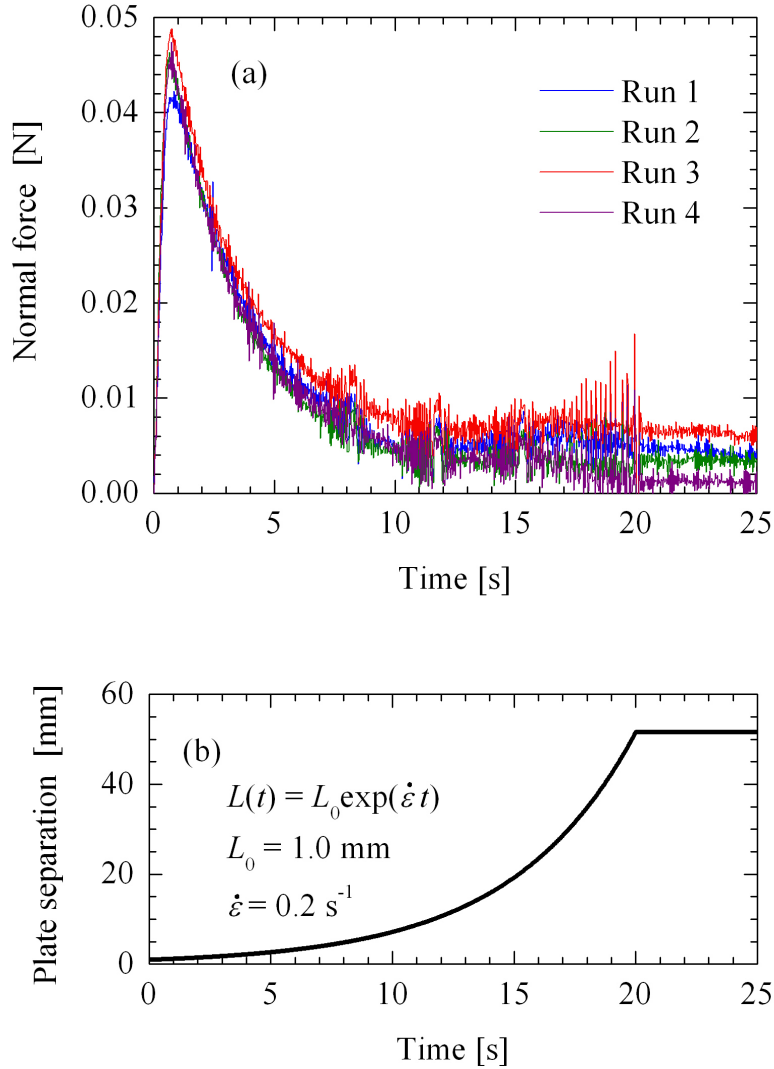 0.05
0.04
0.03
0.02
0.01
0.00
Normal force [N]
(a)
Run 1
Run 2
Run 3
Run 4
0 5 10 15 20 25
Time [s]
60
40
20
0
Plate separation [mm]
(b)
L(t) = L₀exp(ε̇ t)
L₀ = 1.0 mm
ε̇ = 0.2 s⁻¹
0 5 10 15 20 25
Time [s]